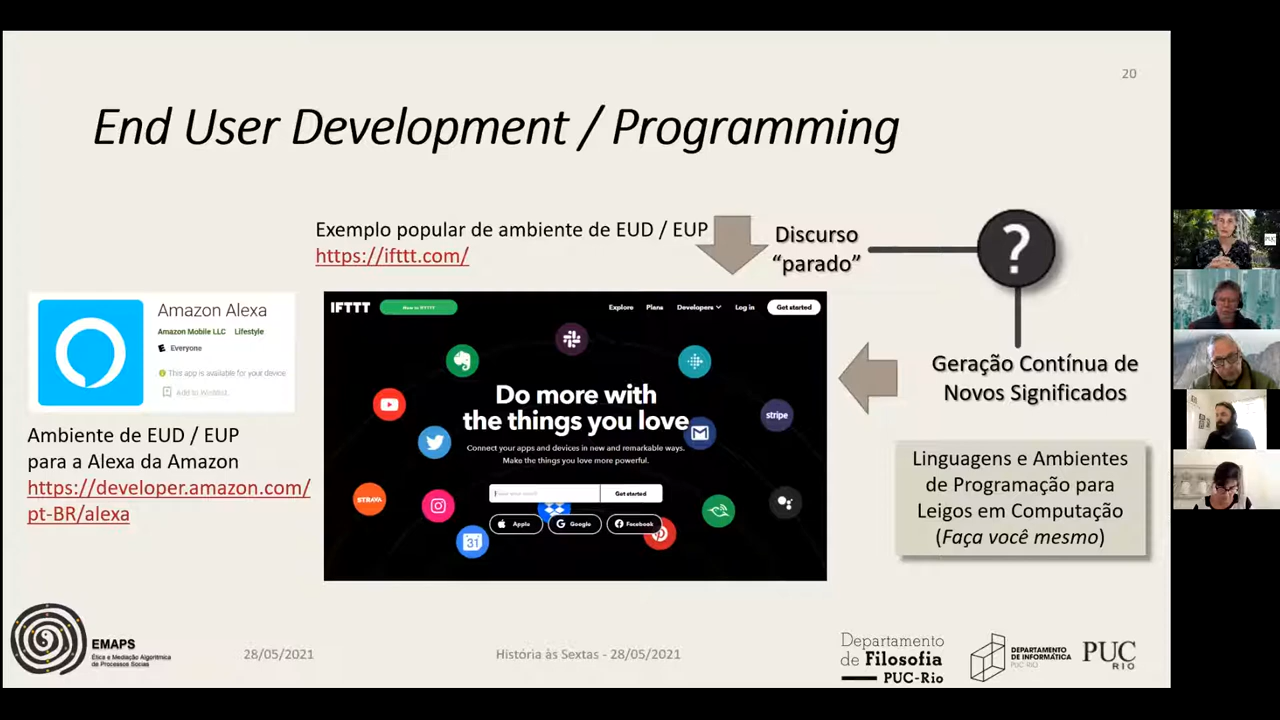 20
End User Development / Programming
Exemplo popular de ambiente de EUD / EUP
https://ifttt.com/
Discurso
“parado”
?
Geração Contínua de
Novos Significados
Linguagens e Ambientes
de Programação para
Leigos em Computação
(Faça você mesmo)
Amazon Alexa
Amazon Mobile LLC Lifestyle
E Everyone
This app is available for your device
Add to Wishlist
Ambiente de EUD / EUP
para a Alexa da Amazon
https://developer.amazon.com/
pt-BR/alexa
IFTTT
New to IFTTT?
Explore Plans Developers Log in Get started
Do more with
the things you love
Connect your apps and devices in new and remarkable ways.
Make the things you love more powerful.
stripe
STRAVA
Get started
Apple Google Facebook
31
EMAPS
Ética e Mediação Algorítmica
de Processos Sociais
28/05/2021
História às Sextas - 28/05/2021
Departamento
de Filosofia
PUC-Rio
DEPARTAMENTO
DE INFORMÁTICA
PUC-RIO
PUC
RIO
PUC